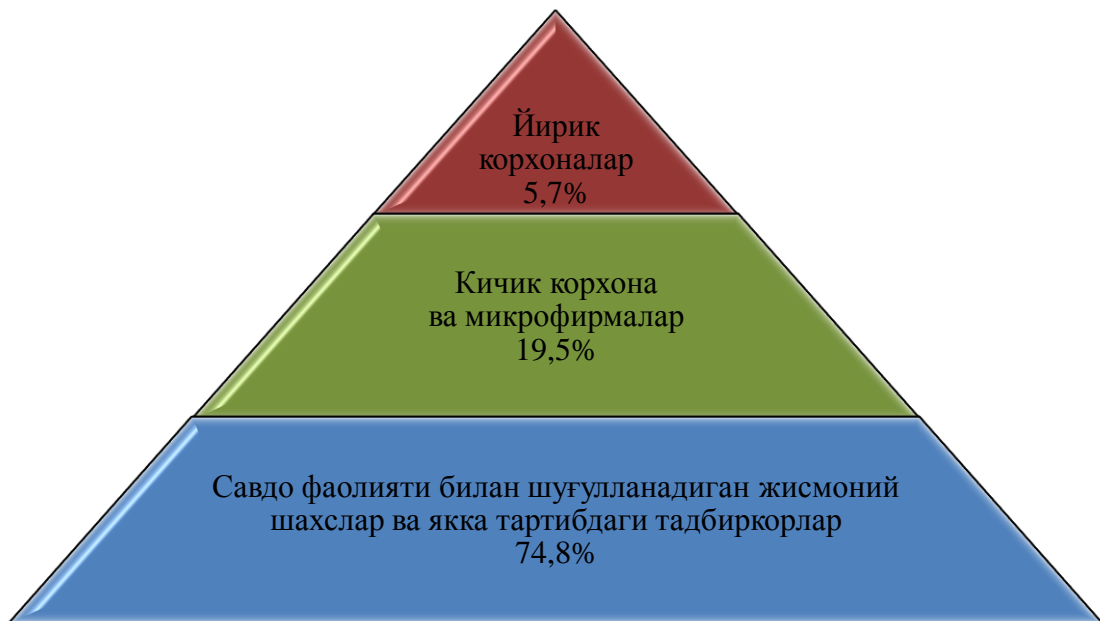 Йирик
корхоналар
5,7%
Кичик корхона
ва микрофирмалар
19,5%
Савдо фаолияти билан шуғулланадиган жисмоний
шахслар ва якка тартибдаги тадбиркорлар
74,8%